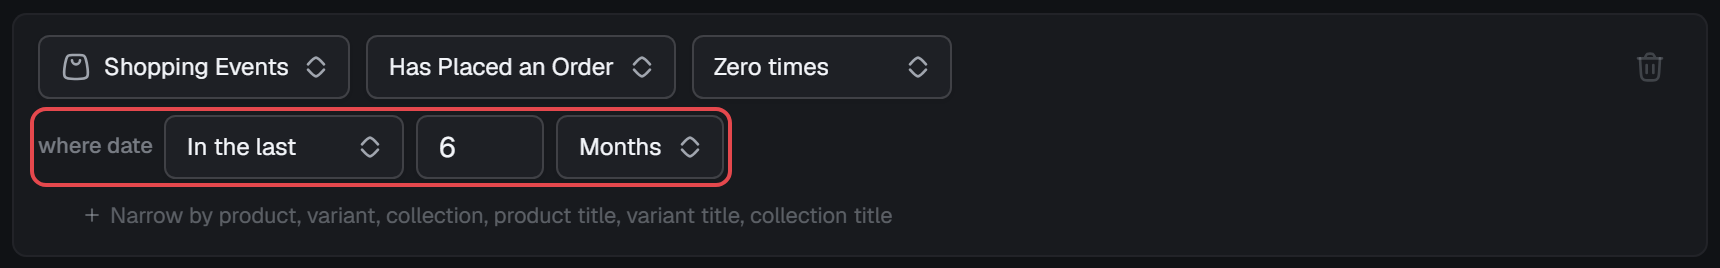 Shopping Events Has Placed an Order Zero times
where date In the last 6 Months
+ Narrow by product, variant, collection, product title, variant title, collection title